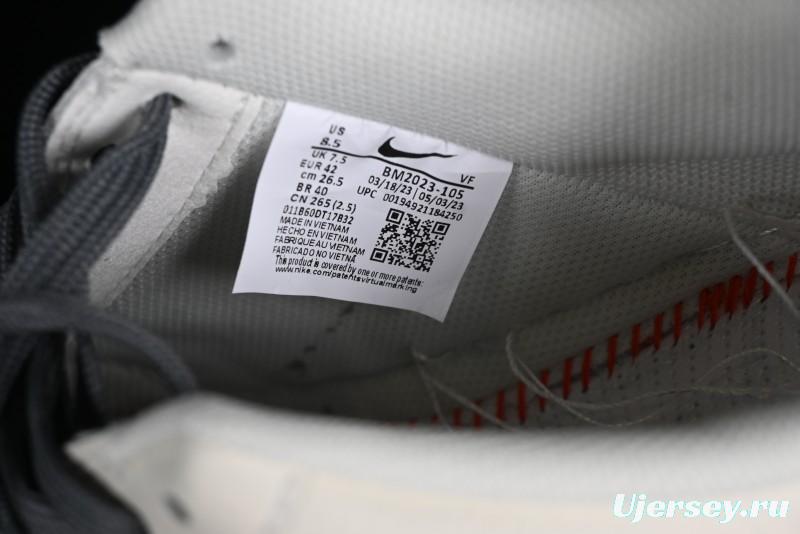 US
8.5
UK 7.5
EUR 42
cm 26.5
BR 40
CN 265 (2.5)
011B60DT17B32
MADE IN VIETNAM
HECHO EN VIETNAM
FABRIQUE AU VIETNAM
FABRICADO NO VIETNÃ
This product is covered by one or more patents:
www.nike.com/patentsvirtualmarking
BM2023-105 VF
03/18/23 | 05/03/23
UPC 00194921184250
Ujersey.ru